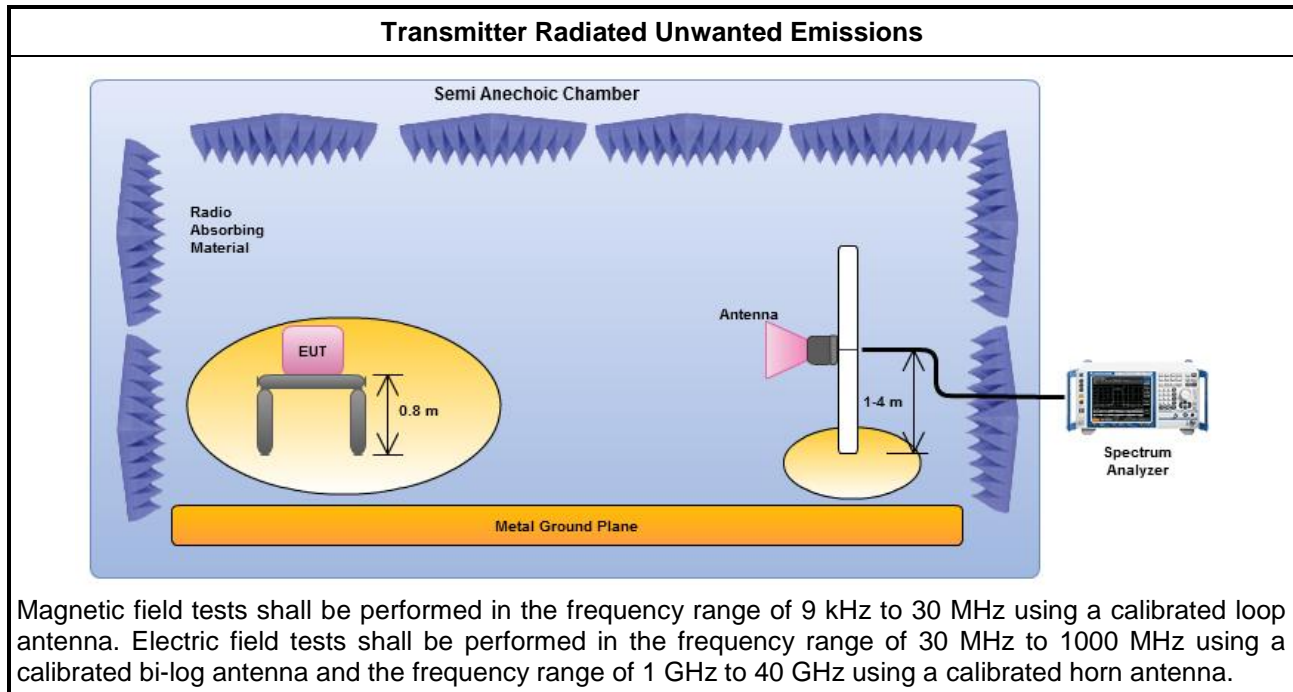 Transmitter Radiated Unwanted Emissions
Semi Anechoic Chamber
Radio
Absorbing
Material
Antenna
EUT
0.8 m
1-4 m
Spectrum
Analyzer
Metal Ground Plane
Magnetic field tests shall be performed in the frequency range of 9 kHz to 30 MHz using a calibrated loop
antenna. Electric field tests shall be performed in the frequency range of 30 MHz to 1000 MHz using a
calibrated bi-log antenna and the frequency range of 1 GHz to 40 GHz using a calibrated horn antenna.